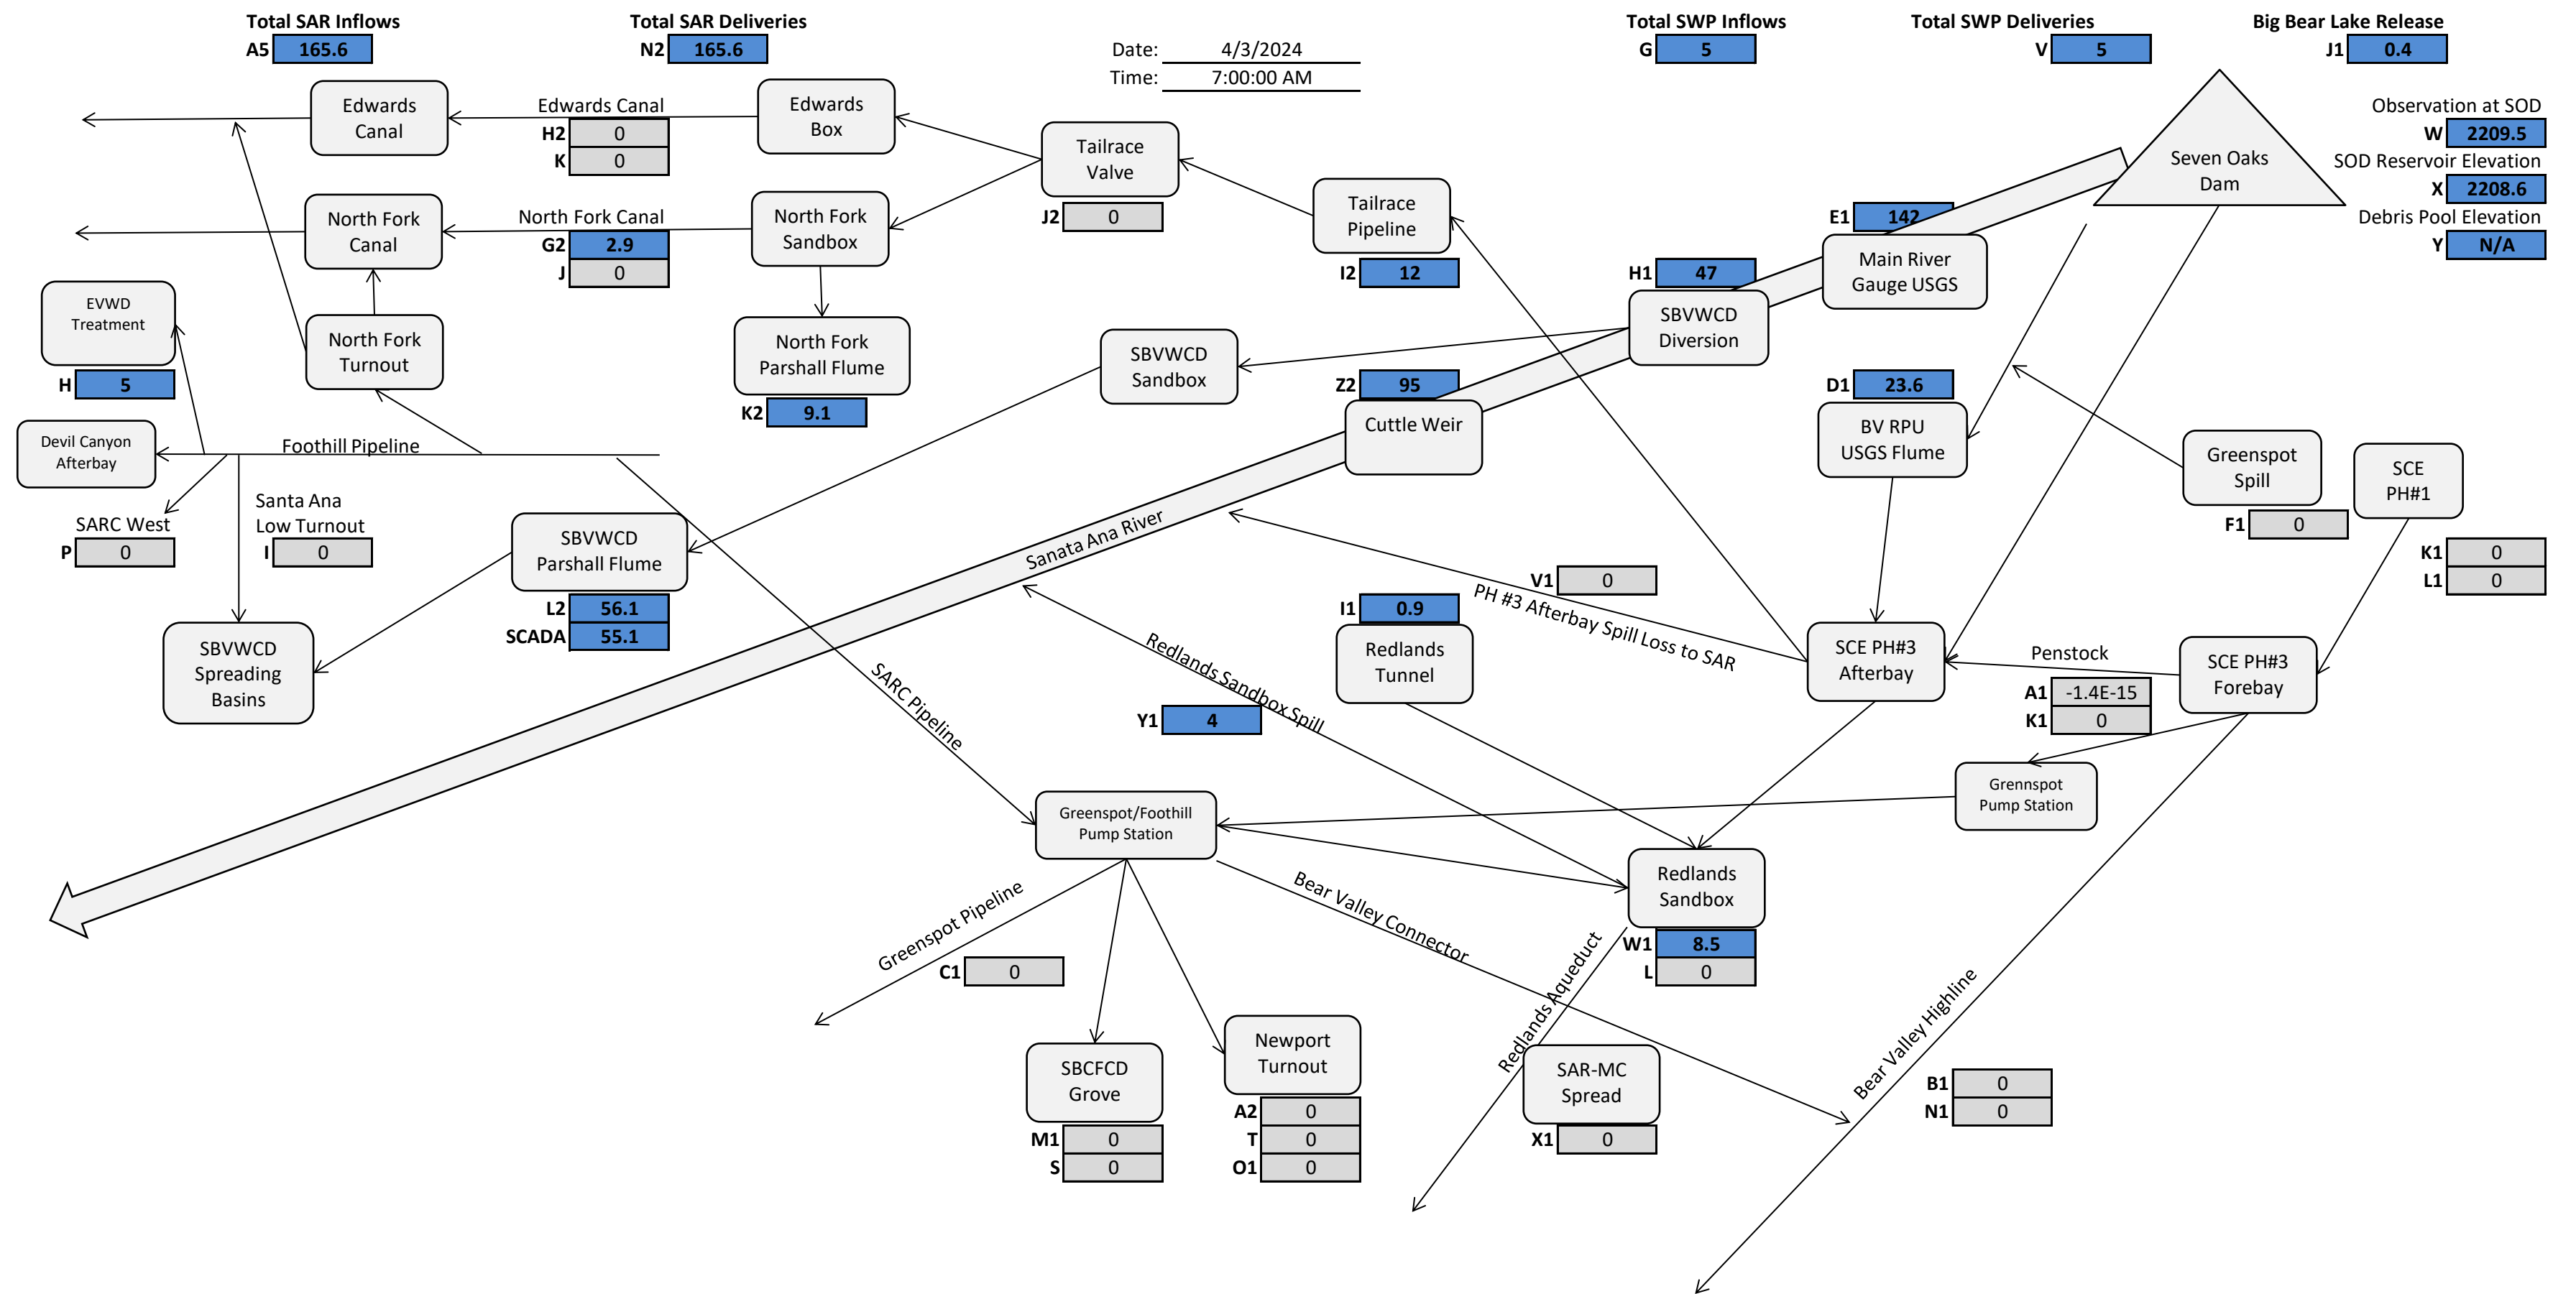 Total SAR Inflows
A5 165.6
Total SAR Deliveries
N2 165.6
Date: 4/3/2024
Time: 7:00:00 AM
Total SWP Inflows
G 5
Total SWP Deliveries
V 5
Big Bear Lake Release
J1 0.4
Observation at SOD
W 2209.5
SOD Reservoir Elevation
X 2208.6
Debris Pool Elevation
Y N/A
Seven Oaks
Dam
Edwards
Canal
Edwards Canal
H2 0
K 0
Edwards
Box
Tailrace
Valve
J2 0
Tailrace
Pipeline
I2 12
E1 142
Main River
Gauge USGS
H1 47
SBVWCD
Diversion
North Fork
Canal
North Fork Canal
G2 2.9
J 0
North Fork
Sandbox
EVWD
Treatment
H 5
North Fork
Turnout
North Fork
Parshall Flume
K2 9.1
SBVWCD
Sandbox
Z2 95
Cuttle Weir
D1 23.6
BV RPU
USGS Flume
Greenspot
Spill
F1 0
SCE
PH#1
K1 0
L1 0
Devil Canyon
Afterbay
Foothill Pipeline
SARC West
P 0
Santa Ana
Low Turnout
I 0
SBVWCD
Parshall Flume
L2 56.1
SCADA 55.1
SBVWCD
Spreading
Basins
Sanata Ana River
V1 0
PH #3 Afterbay Spill Loss to SAR
I1 0.9
Redlands
Tunnel
Redlands Sandbox Spill
Y1 4
SARC Pipeline
SCE PH#3
Afterbay
Penstock
A1 -1.4E-15
K1 0
SCE PH#3
Forebay
Grennspot
Pump Station
Greenspot/Foothill
Pump Station
Redlands
Sandbox
W1 8.5
L 0
Greenspot Pipeline
C1 0
Bear Valley Connector
Redlands Aqueduct
Bear Valley Highline
SBCFCD
Grove
M1 0
S 0
Newport
Turnout
A2 0
T 0
O1 0
SAR-MC
Spread
X1 0
B1 0
N1 0